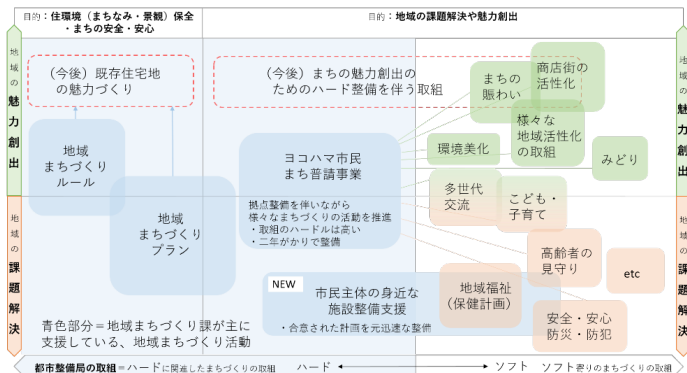 目的：住環境（まちなみ・景観）保全
・まちの安全・安心
目的：地域の課題解決や魅力創出
地域の魅力創出
地域の課題解決
（今後）既存住宅地
の魅力づくり
（今後）まちの魅力創出の
ためのハード整備を伴う取組
まちの
賑わい
商店街の
活性化
様々な
地域活性化
の取組
環境美化
みどり
地域
まちづくり
ルール
地域
まちづくり
プラン
ヨコハマ市民
まち普請事業
拠点整備を伴いながら
様々なまちづくりの活動を推進
・取組のハードルは高い
・二年がかりで整備
多世代
交流
こども・
子育て
高齢者の
見守り
etc
NEW
市民主体の身近な
施設整備支援
・合意された計画を元迅速な整備
地域福祉
（保健計画）
安全・安心
防災・防犯
青色部分＝地域まちづくり課が主に
支援している、地域まちづくり活動
地域の魅力創出
地域の課題解決
都市整備局の取組＝ハードに関連したまちづくりの取組
ハード
ソフト
ソフト寄りのまちづくりの取組